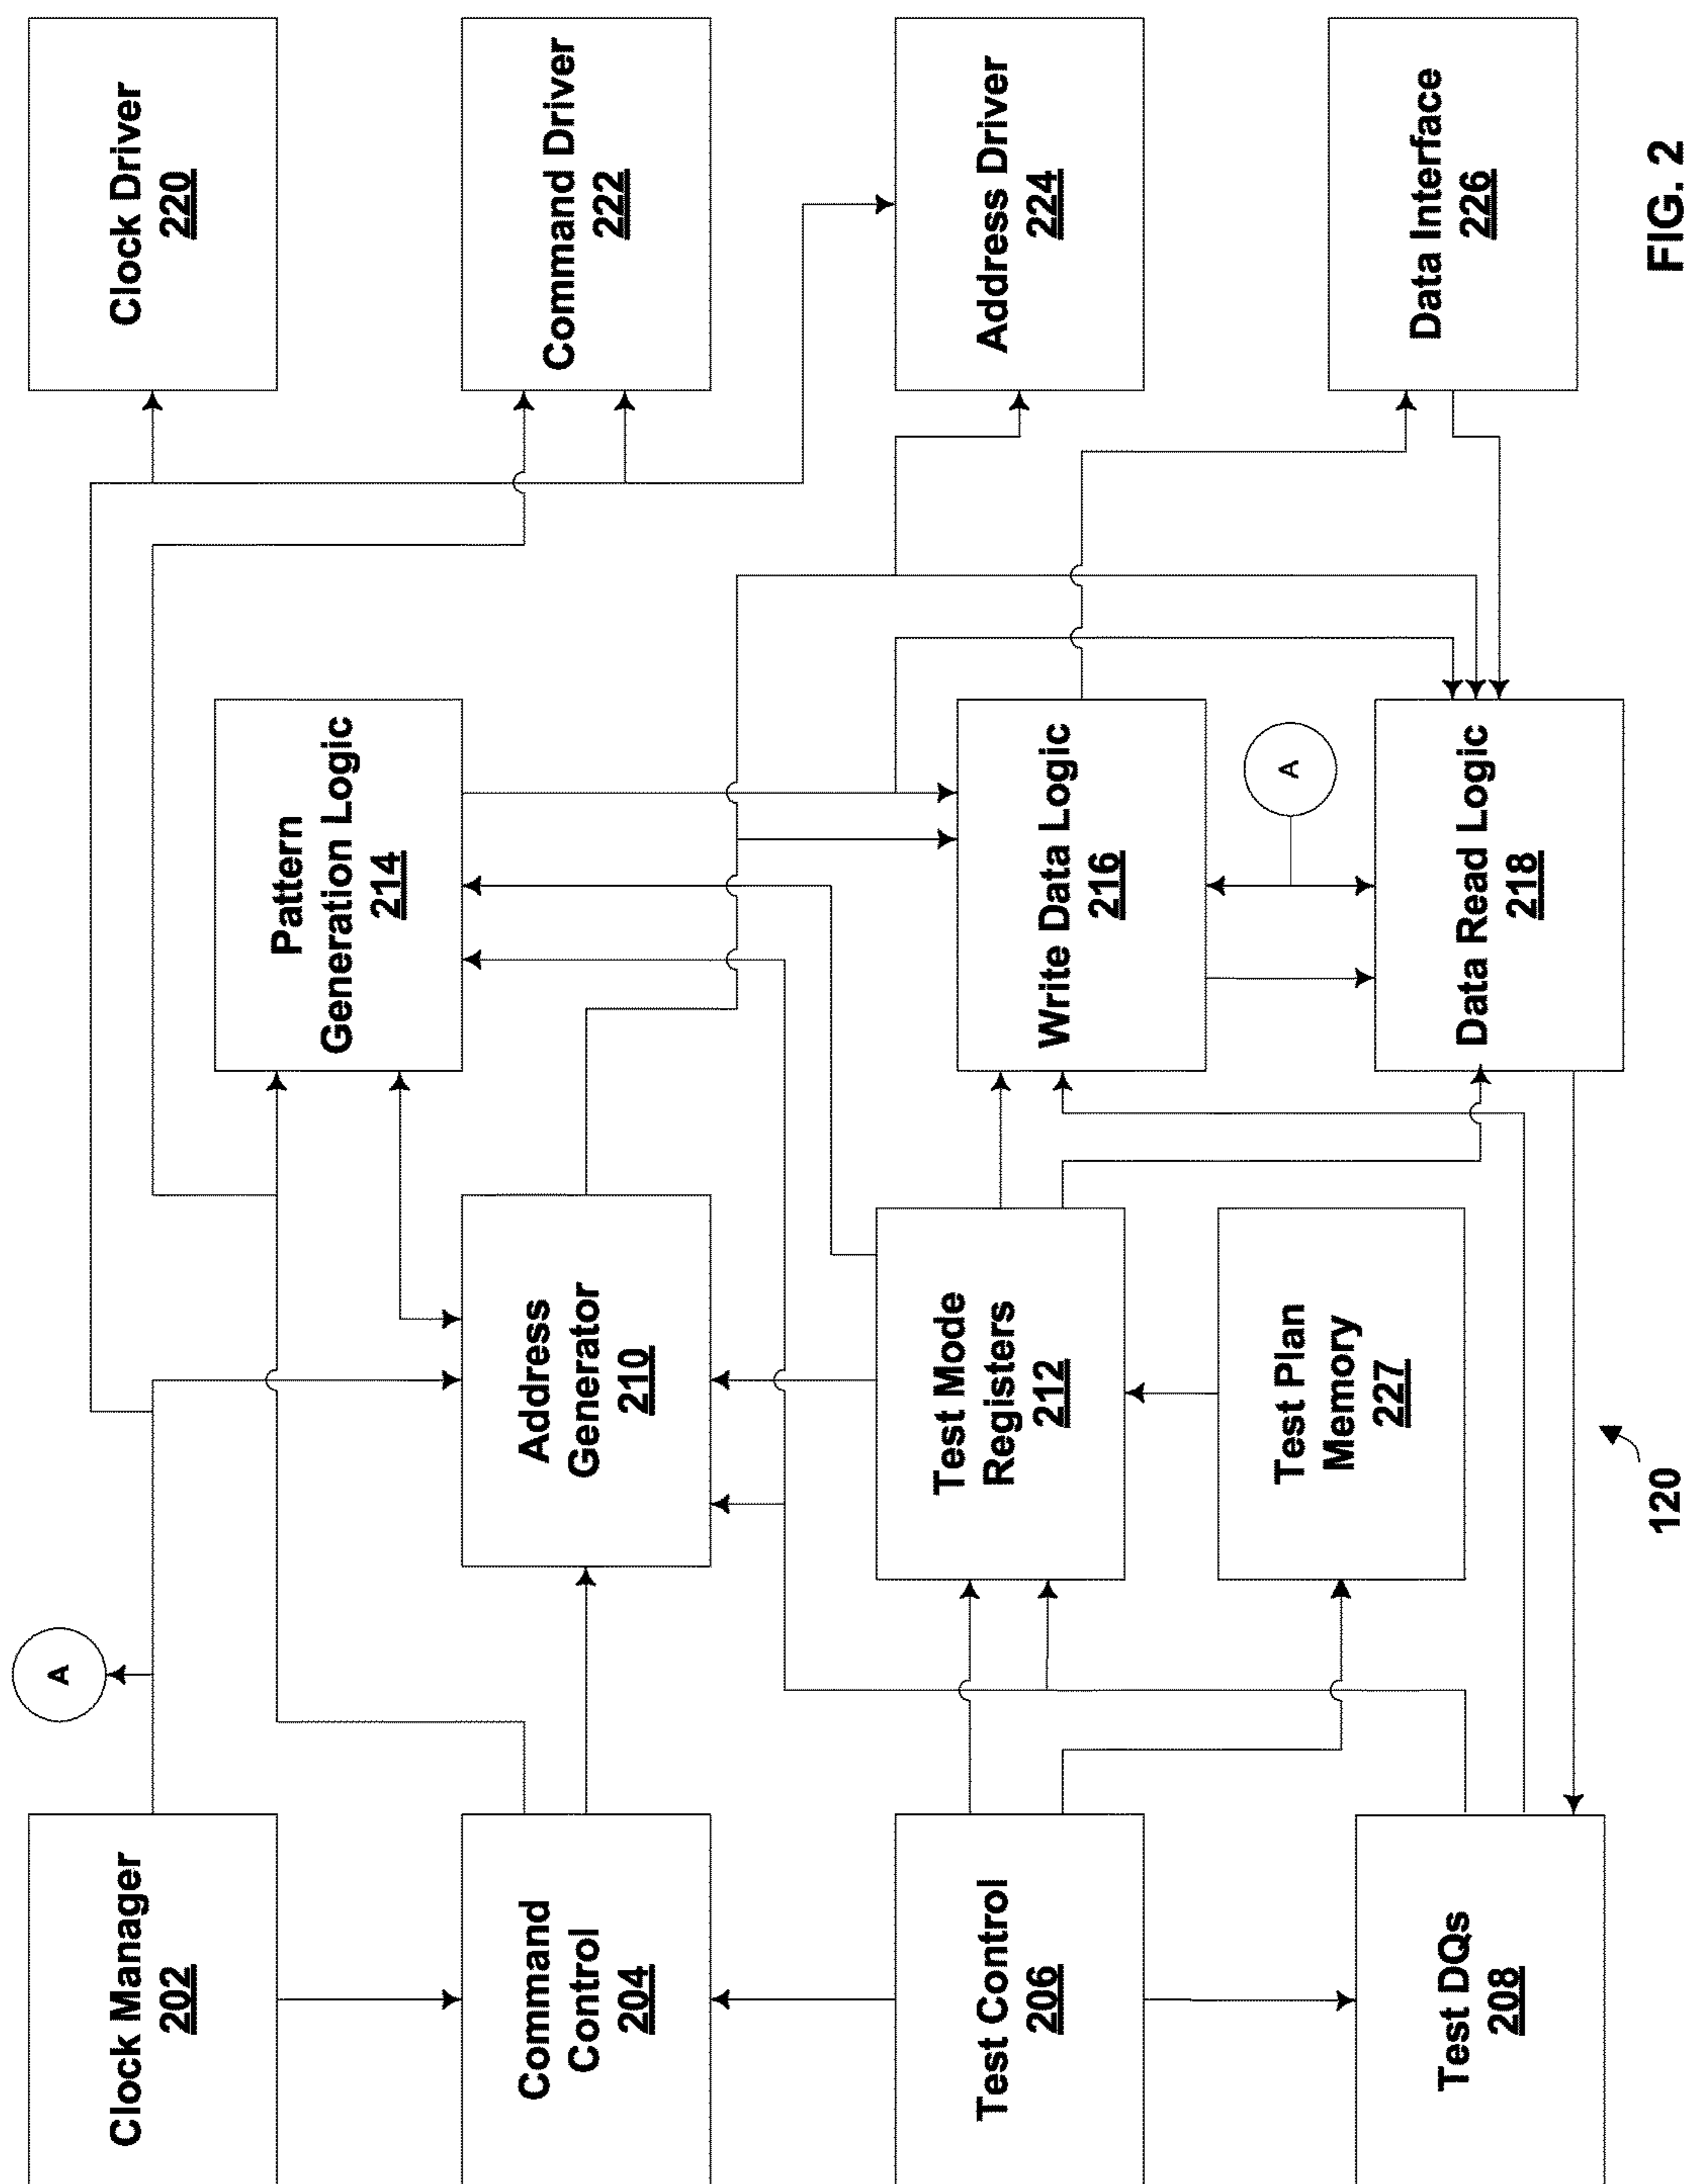 Clock Manager
202
Command
Control
204
Test Control
206
Test DQs
208
A
Address
Generator
210
Test Mode
Registers
212
Test Plan
Memory
227
Pattern
Generation Logic
214
Write Data Logic
216
A
Data Read Logic
218
Clock Driver
220
Command Driver
222
Address Driver
224
Data Interface
226
120
FIG. 2